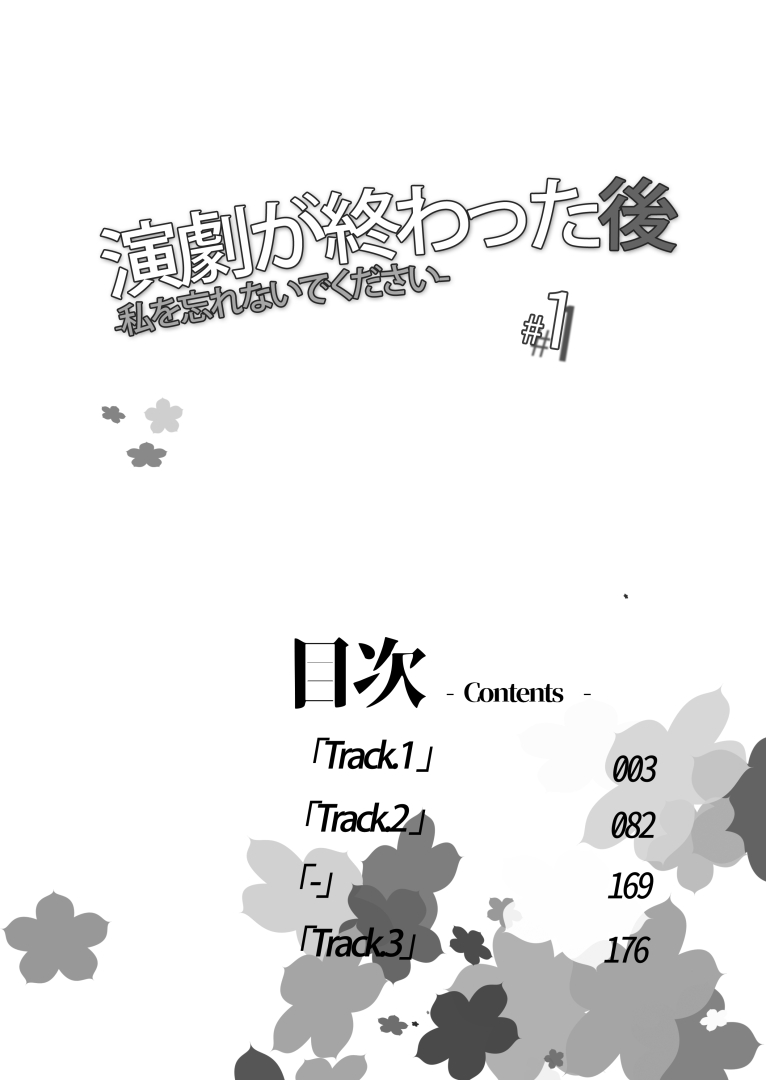 演劇が終わった後
-私を忘れないでください-
#1
目次 - Contents -
「Track.1」 003
「Track.2」 082
「-」 169
「Track.3」 176